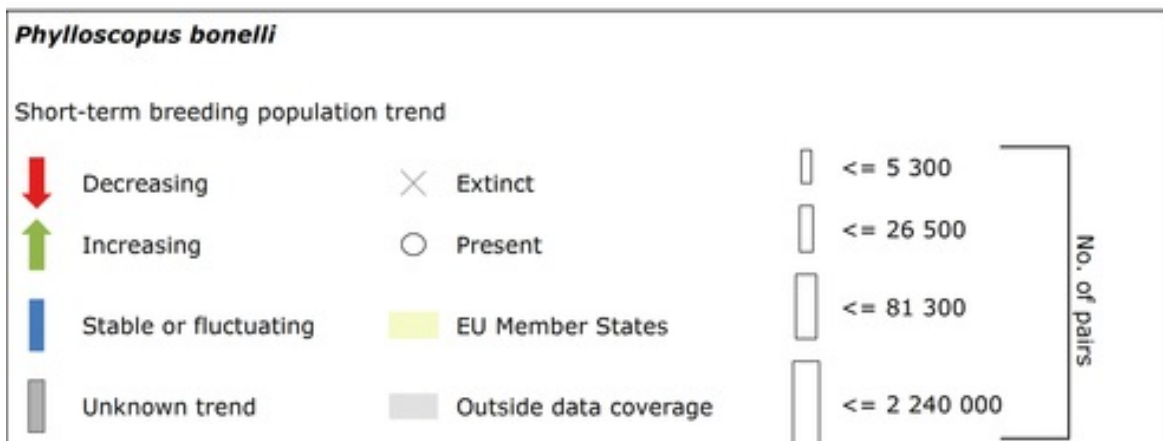 Phylloscopus bonelli
Short-term breeding population trend
Decreasing
Extinct
<= 5 300
Increasing
Present
<= 26 500
Stable or fluctuating
EU Member States
<= 81 300
Unknown trend
Outside data coverage
<= 2 240 000
No. of pairs